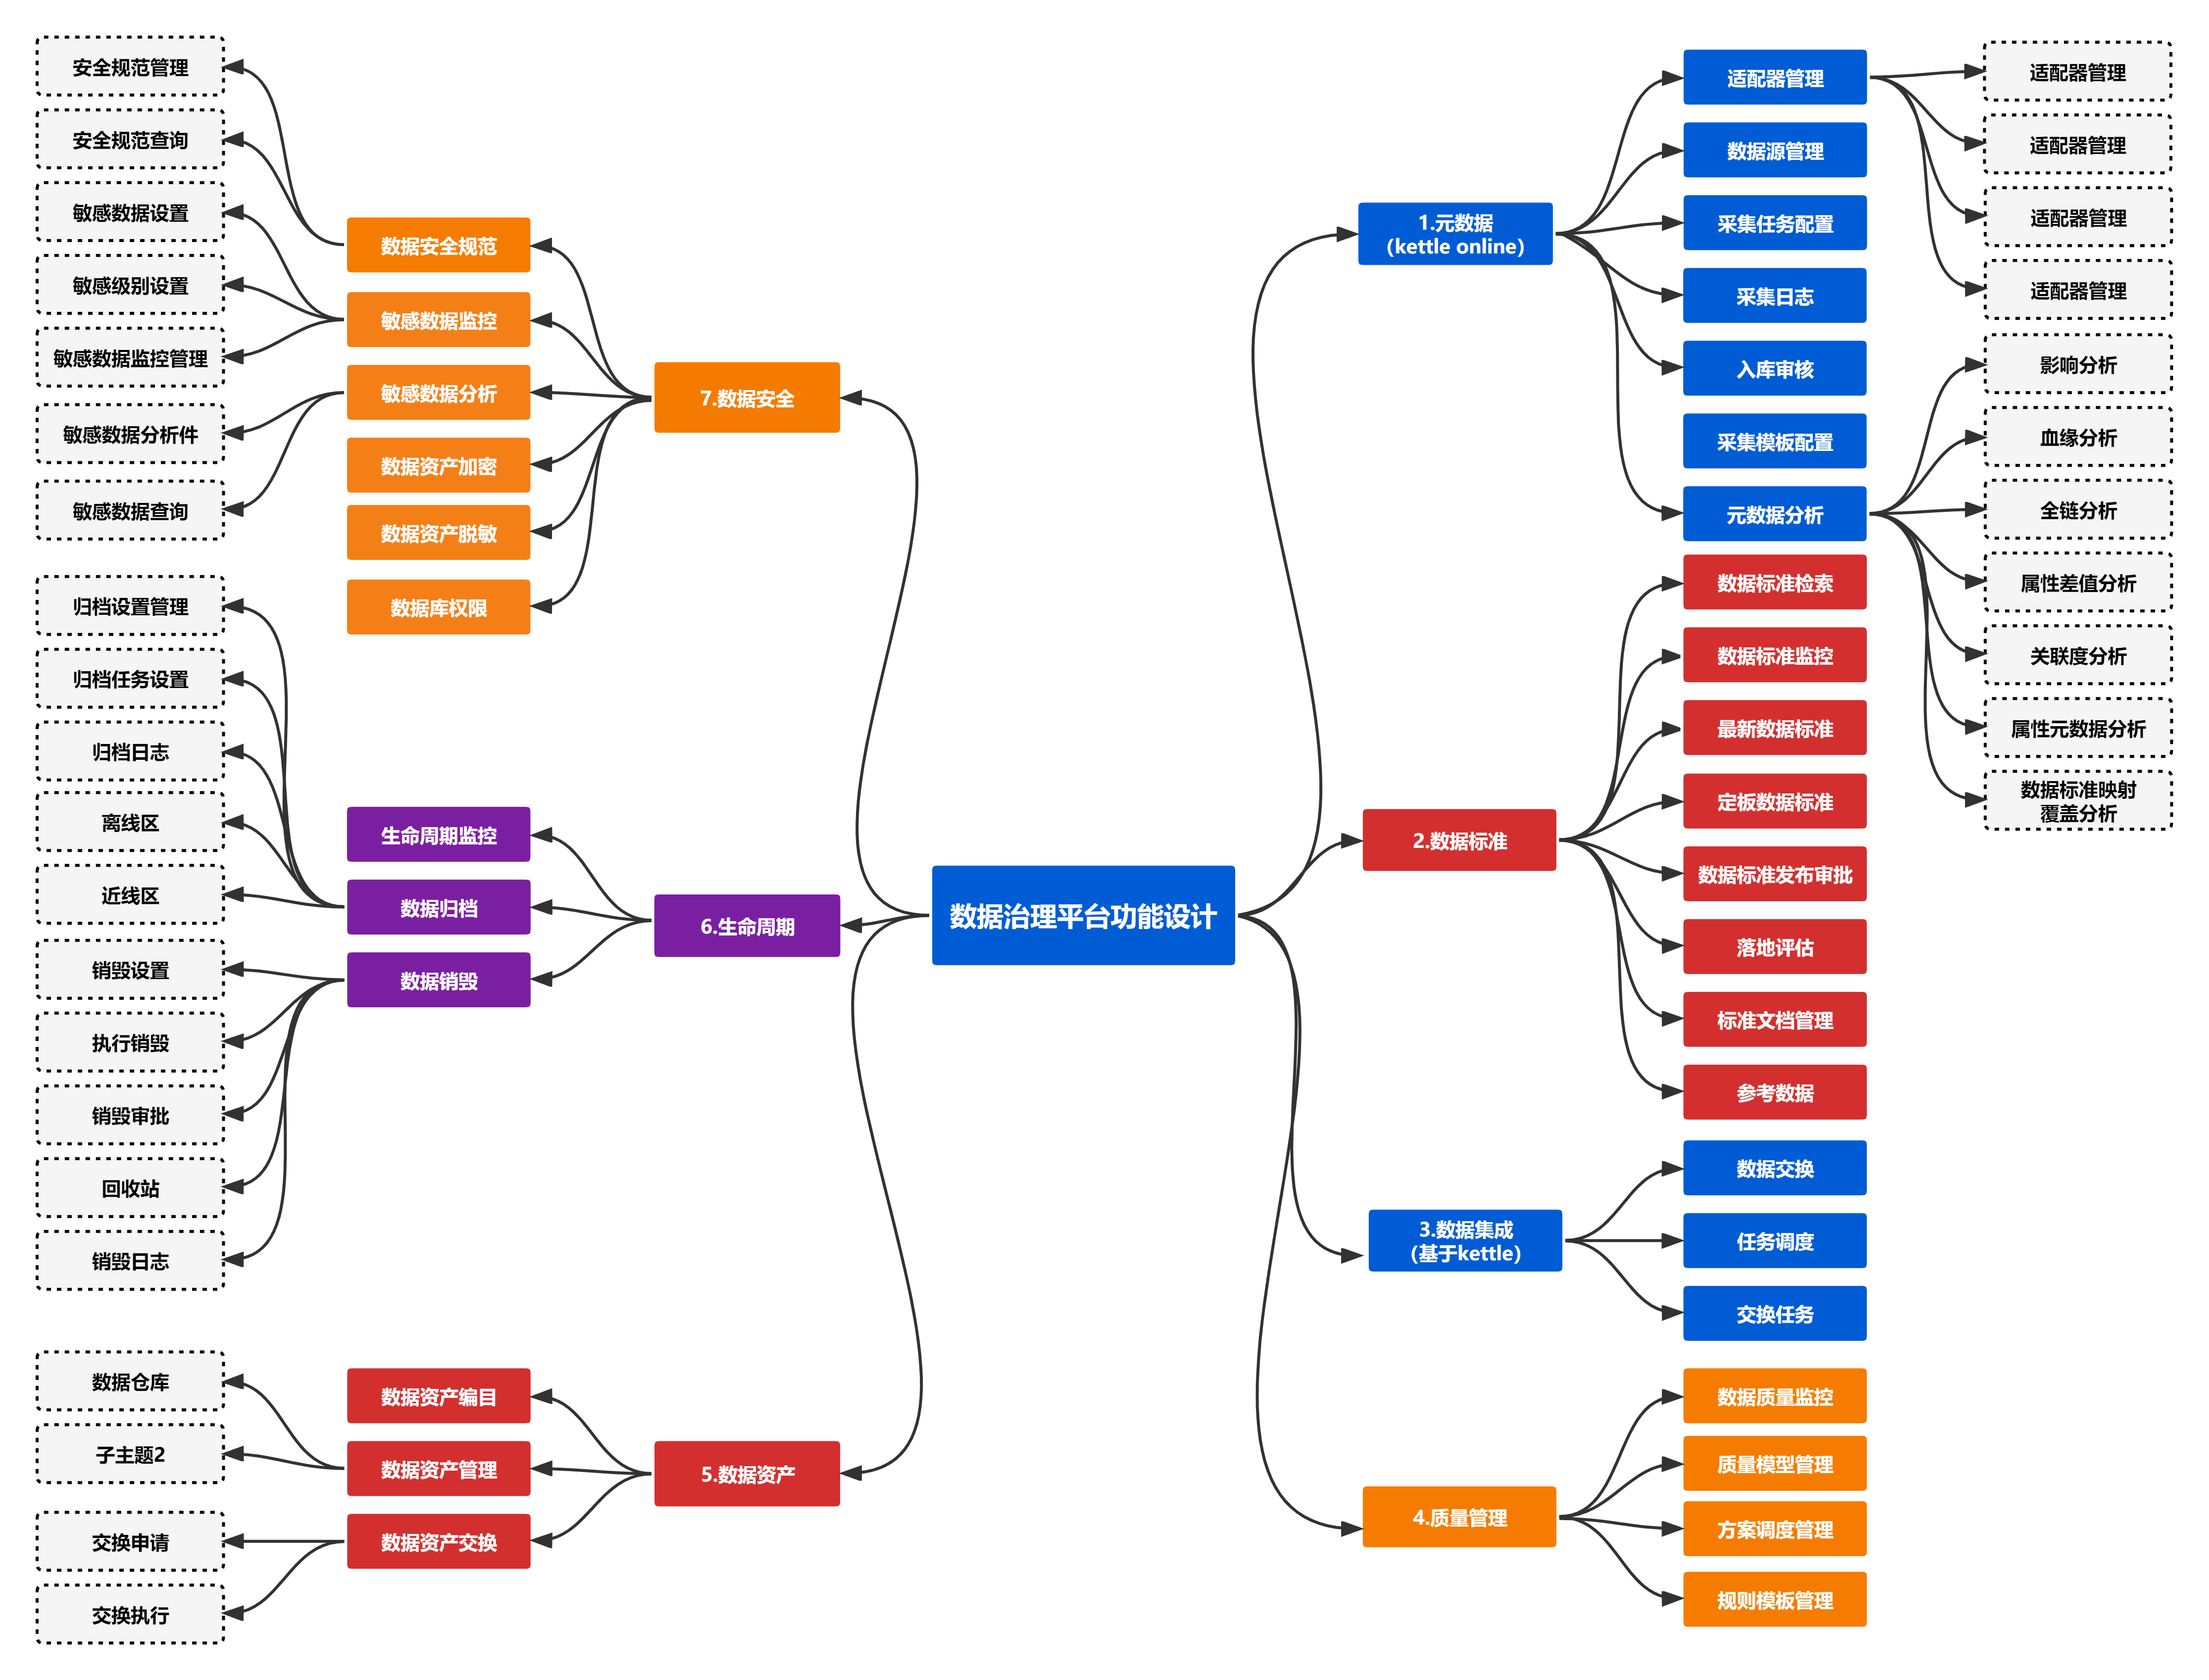 数据治理平台功能设计
1.元数据
(kettle online)
适配器管理
适配器管理
适配器管理
适配器管理
适配器管理
数据源管理
采集任务配置
采集日志
入库审核
采集模板配置
元数据分析
影响分析
血缘分析
全链分析
属性差值分析
关联度分析
属性元数据分析
数据标准映射
覆盖分析
2.数据标准
数据标准检索
数据标准监控
最新数据标准
定板数据标准
数据标准发布审批
落地评估
标准文档管理
参考数据
3.数据集成
(基于kettle)
数据交换
任务调度
交换任务
4.质量管理
数据质量监控
质量模型管理
方案调度管理
规则模板管理
5.数据资产
数据资产编目
数据资产管理
数据仓库
子主题2
数据资产交换
交换申请
交换执行
6.生命周期
生命周期监控
数据归档
归档设置管理
归档任务设置
归档日志
离线区
近线区
数据销毁
销毁设置
执行销毁
销毁审批
回收站
销毁日志
7.数据安全
数据安全规范
安全规范管理
安全规范查询
敏感数据监控
敏感数据设置
敏感级别设置
敏感数据监控管理
敏感数据分析
敏感数据分析件
敏感数据查询
数据资产加密
数据资产脱敏
数据库权限